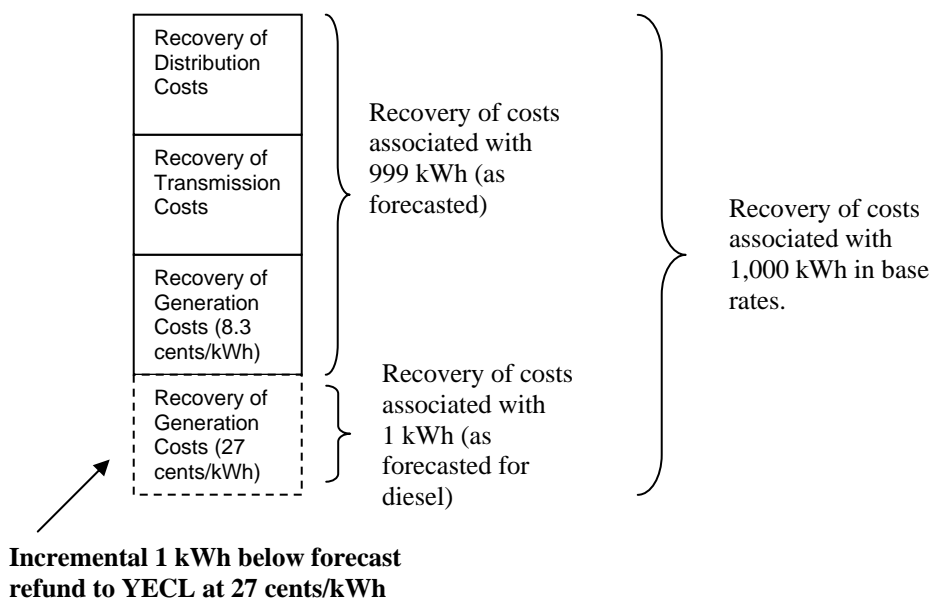 Recovery of
Distribution
Costs
Recovery of
Transmission
Costs
Recovery of
Generation
Costs (8.3
cents/kWh)
Recovery of
Generation
Costs (27
cents/kWh)
Recovery of costs
associated with
999 kWh (as
forecasted)
Recovery of costs
associated with
1 kWh (as
forecasted for
diesel)
Recovery of costs
associated with
1,000 kWh in base
rates.
Incremental 1 kWh below forecast
refund to YECL at 27 cents/kWh